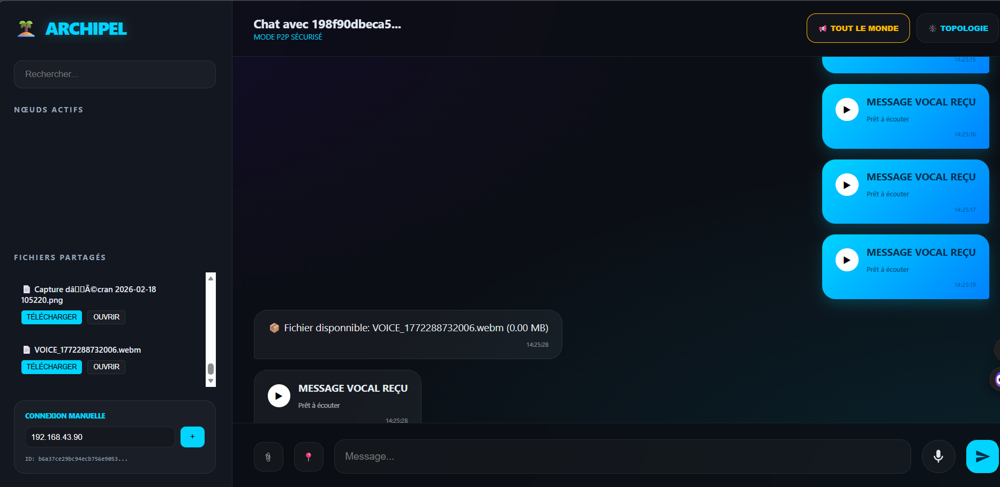 ARCHIPEL
Rechercher...
NŒUDS ACTIFS
FICHIERS PARTAGÉS
Capture dâÃ©cran 2026-02-18
105220.png
TÉLÉCHARGER OUVRIR
VOICE_1772288732006.webm
TÉLÉCHARGER OUVRIR
CONNEXION MANUELLE
192.168.43.90 +
ID: b6a37ce29bc94ecb756e9053...
Chat avec 198f90dbeca5...
MODE P2P SÉCURISÉ
TOUT LE MONDE
TOPOLOGIE
14:25:15
MESSAGE VOCAL REÇU
Prêt à écouter
14:25:16
MESSAGE VOCAL REÇU
Prêt à écouter
14:25:17
MESSAGE VOCAL REÇU
Prêt à écouter
14:25:19
Fichier disponnible: VOICE_1772288732006.webm (0.00 MB)
14:25:28
MESSAGE VOCAL REÇU
Prêt à écouter
14:25:28
Message...